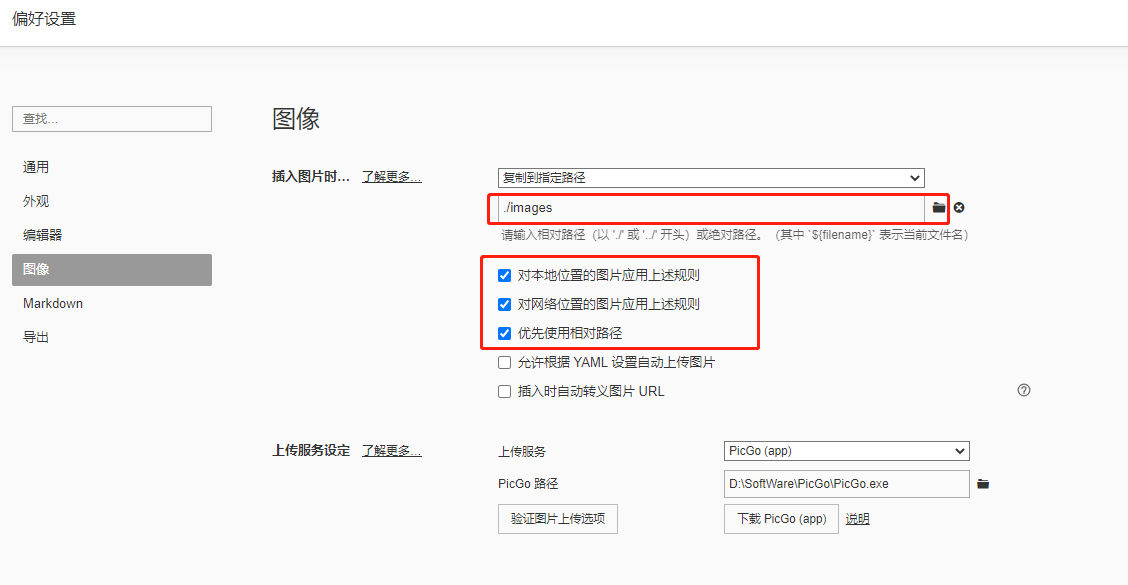 偏好设置
查找...
通用
外观
编辑器
图像
Markdown
导出
图像
插入图片时... 了解更多...
复制到指定路径
./images
请输入相对路径（以 './' 或 '../' 开头）或绝对路径。（其中 `${filename}` 表示当前文件名）
对本地位置的图片应用上述规则
对网络位置的图片应用上述规则
优先使用相对路径
允许根据 YAML 设置自动上传图片
插入时自动转义图片 URL
上传服务设定 了解更多...
上传服务 PicGo (app)
PicGo 路径 D:\SoftWare\PicGo\PicGo.exe
验证图片上传选项 下载 PicGo (app) 说明